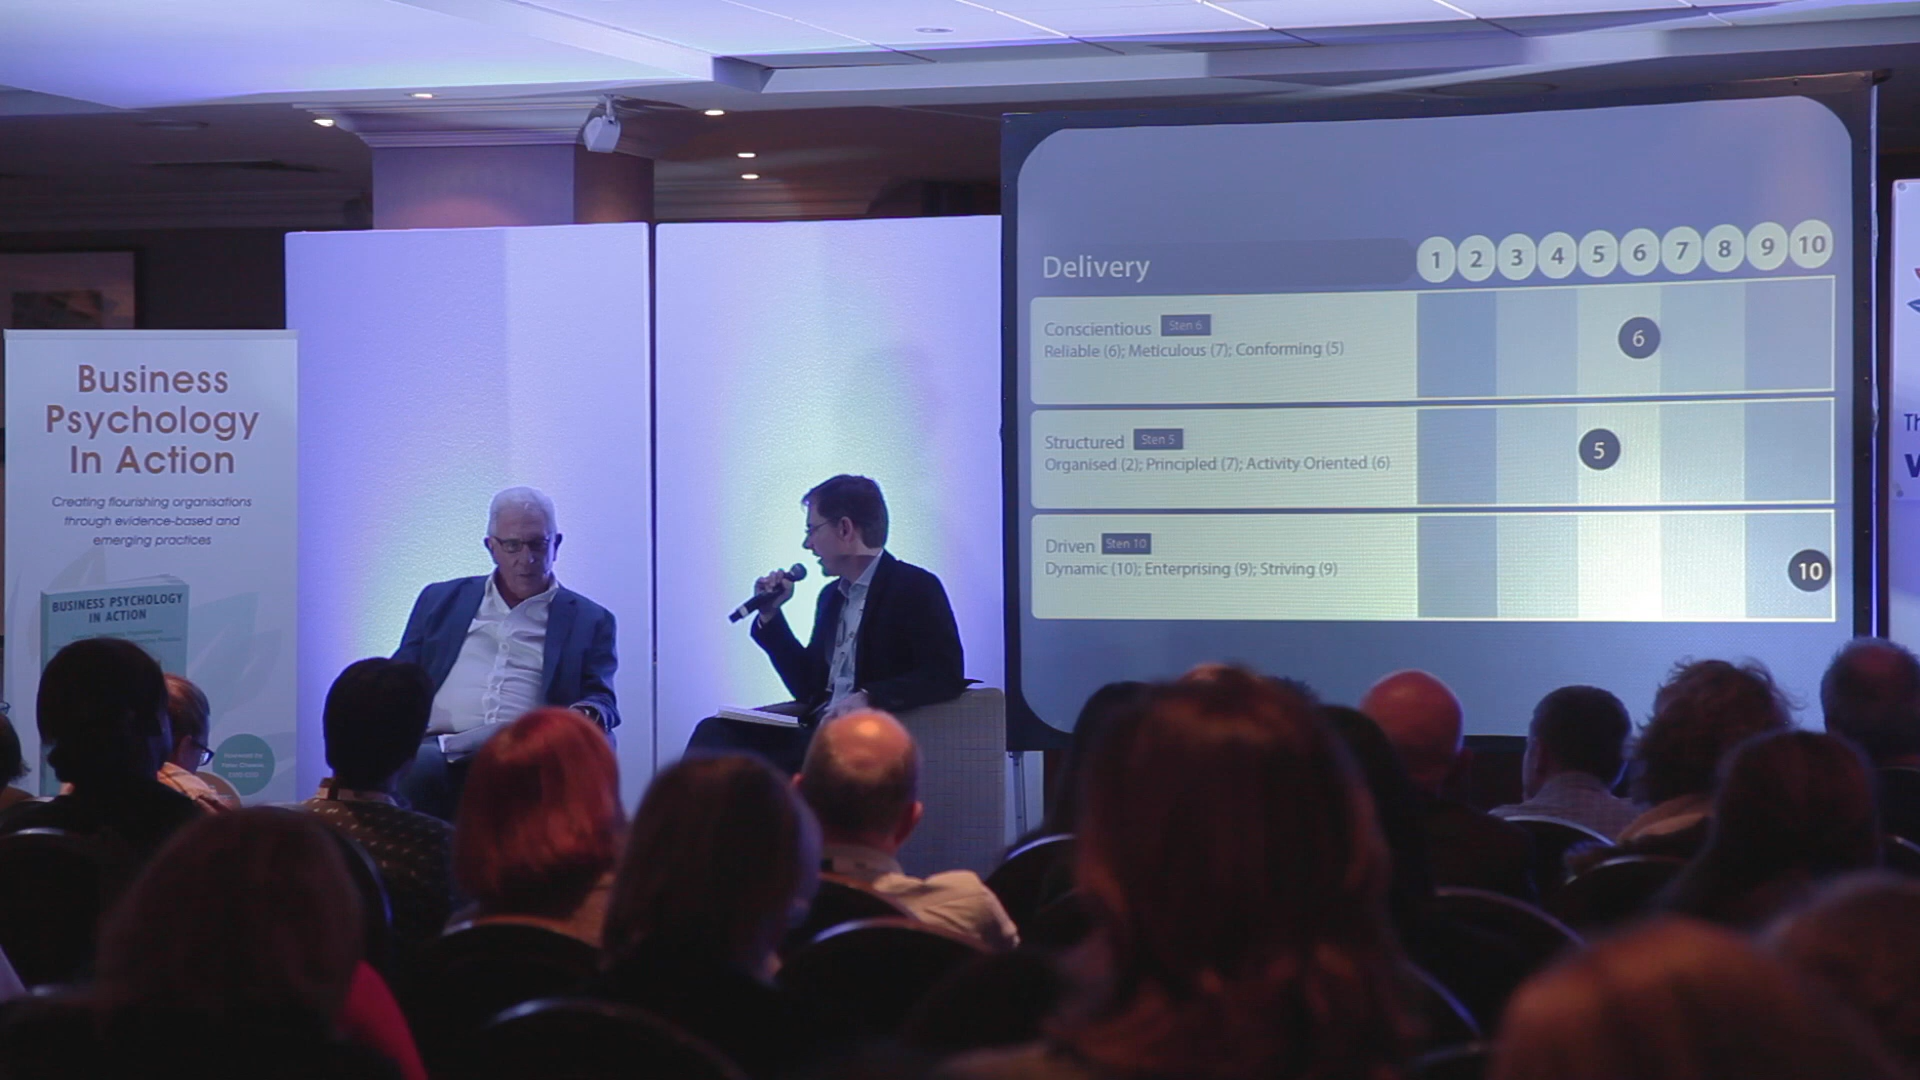 Business
Psychology
In Action
Creating flourishing organisations
through evidence-based and
emerging practices
BUSINESS PSYCHOLOGY
IN ACTION
Delivery
1 2 3 4 5 6 7 8 9 10
Conscientious Sten 6
Reliable (6); Meticulous (7); Conforming (5)
6
Structured Sten 5
Organised (2); Principled (7); Activity Oriented (6)
5
Driven Sten 10
Dynamic (10); Enterprising (9); Striving (9)
10